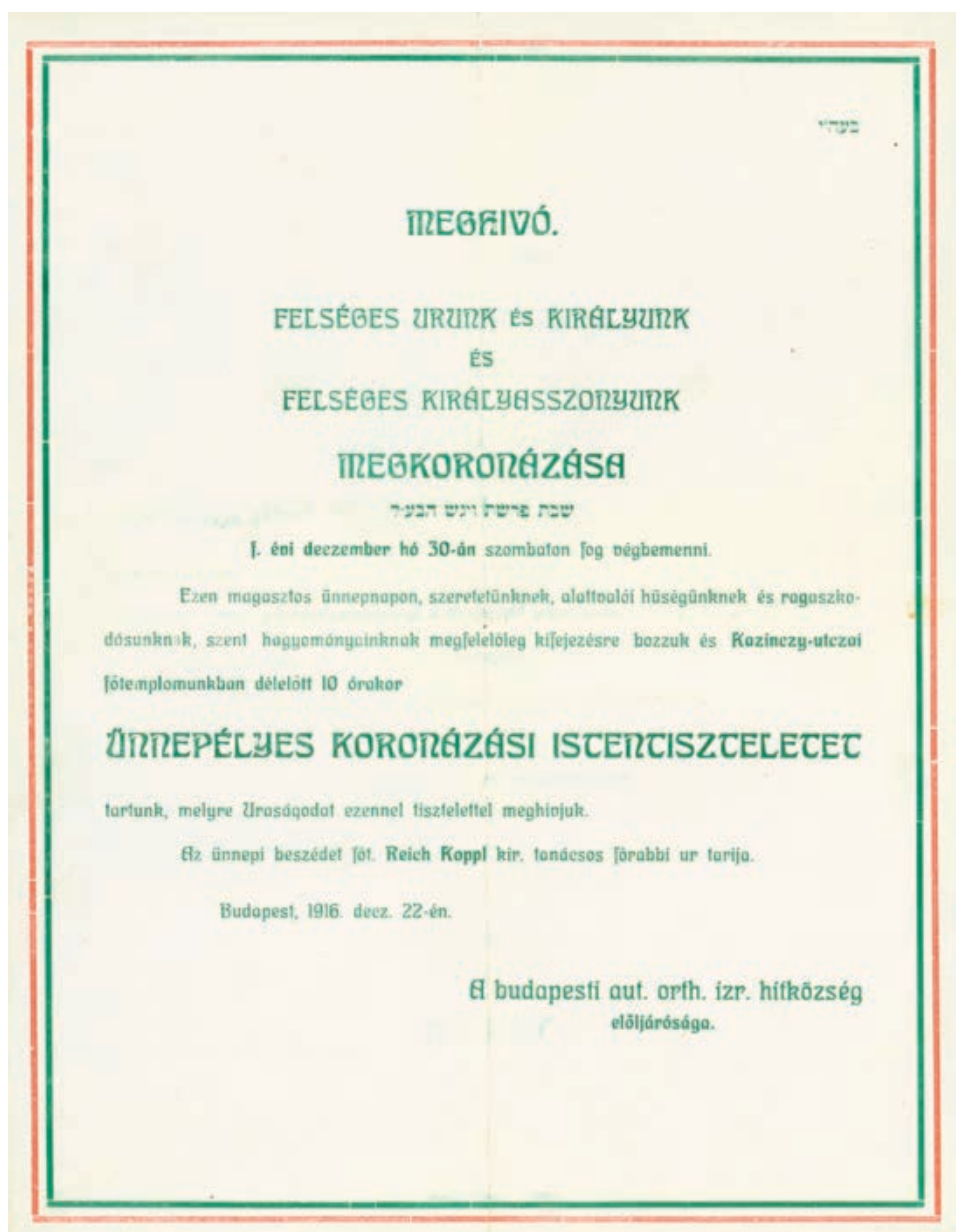 בעה״י
MEGHIVÓ.
FELSÉGES URUNK és KIRÁLYUNK
és
FELSÉGES KIRÁLYASSZONYUNK
MEGKORONÁZÁSA
שבת פרשת ויגש הבע״ל
f. évi deczember hó 30-án szombaton fog végbemenni.
Ezen magasztos ünnepnapon, szeretetünknek, alattvalói hűségünknek és ragaszko-
dásunknak, szent hagyományainknak megfelelőleg kifejezésre hozzuk és Kazinczy-utczai
főtemplomunkban délelőtt 10 órakor
ÜNNEPÉLYES KORONÁZÁSI ISTENTISZTELETET
tartunk, melyre Uraságodat ezennel tisztelettel meghivjuk.
Az ünnepi beszédet főt. Reich Koppl kir. tanácsos főrabbi ur tartja.
Budapest, 1916. decz. 22-én.
A budapesti aut. orth. izr. hitközség
előljárósága.